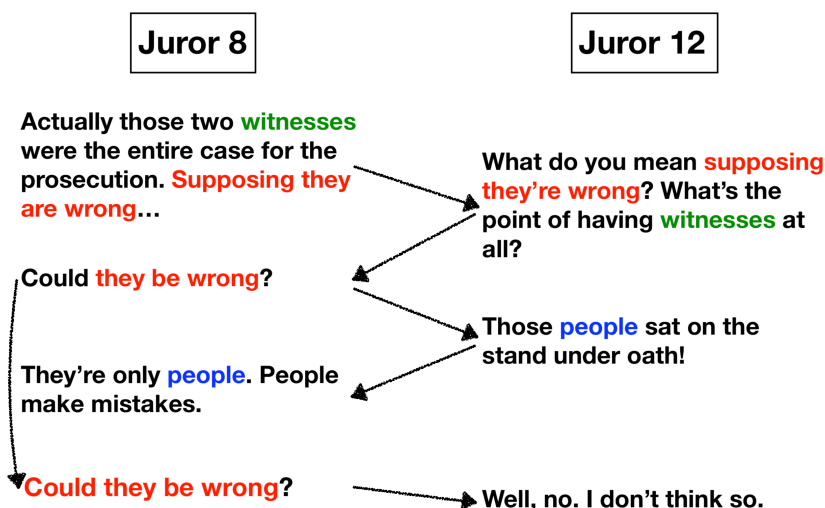 Juror 8
Juror 12
Actually those two witnesses
were the entire case for the
prosecution. Supposing they
are wrong…
What do you mean supposing
they’re wrong? What’s the
point of having witnesses at
all?
Could they be wrong?
Those people sat on the
stand under oath!
They’re only people. People
make mistakes.
Could they be wrong?
Well, no. I don’t think so.